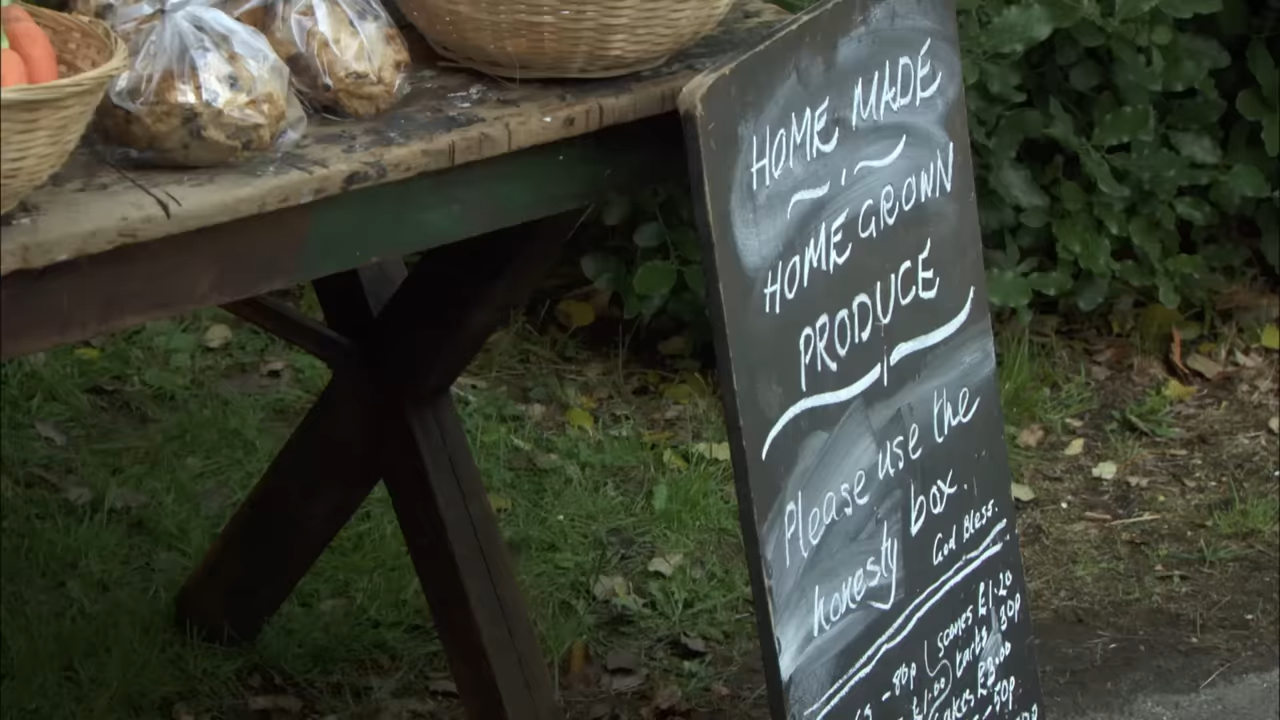 HOME MADE
HOME GROWN
PRODUCE
Please use the
honesty box.
God Bless.
-80p scones £1.20
£1.00 tarts 30p
cakes £3.00
-50p